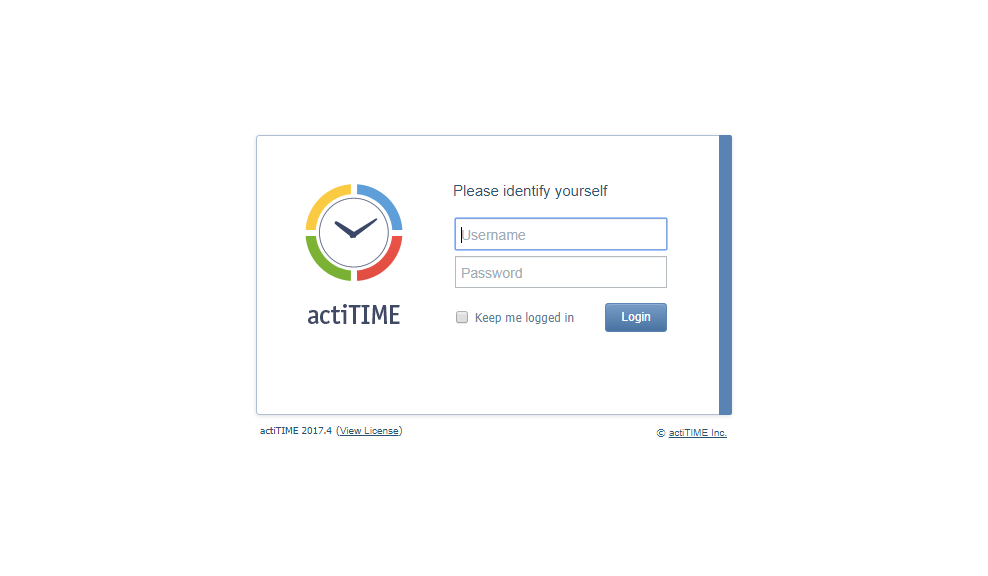 Please identify yourself
Username
Password
actiTIME
Keep me logged in
Login
actiTIME 2017.4 (View License)
© actiTIME Inc.